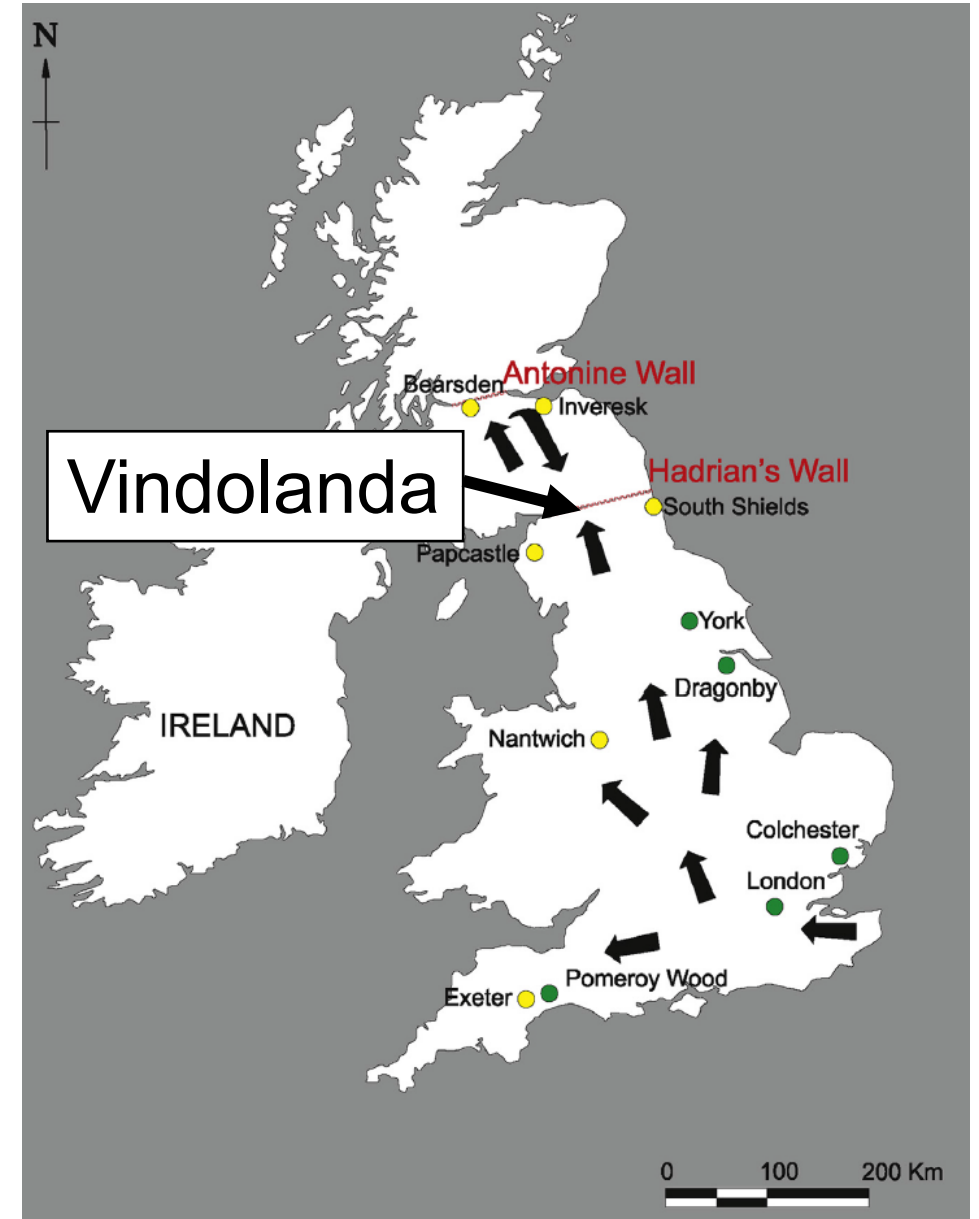 N
Bearsden
Antonine Wall
Inveresk
Vindolanda
Hadrian's Wall
South Shields
Papcastle
York
Dragonby
IRELAND
Nantwich
Colchester
London
Pomeroy Wood
Exeter
0 100 200 Km